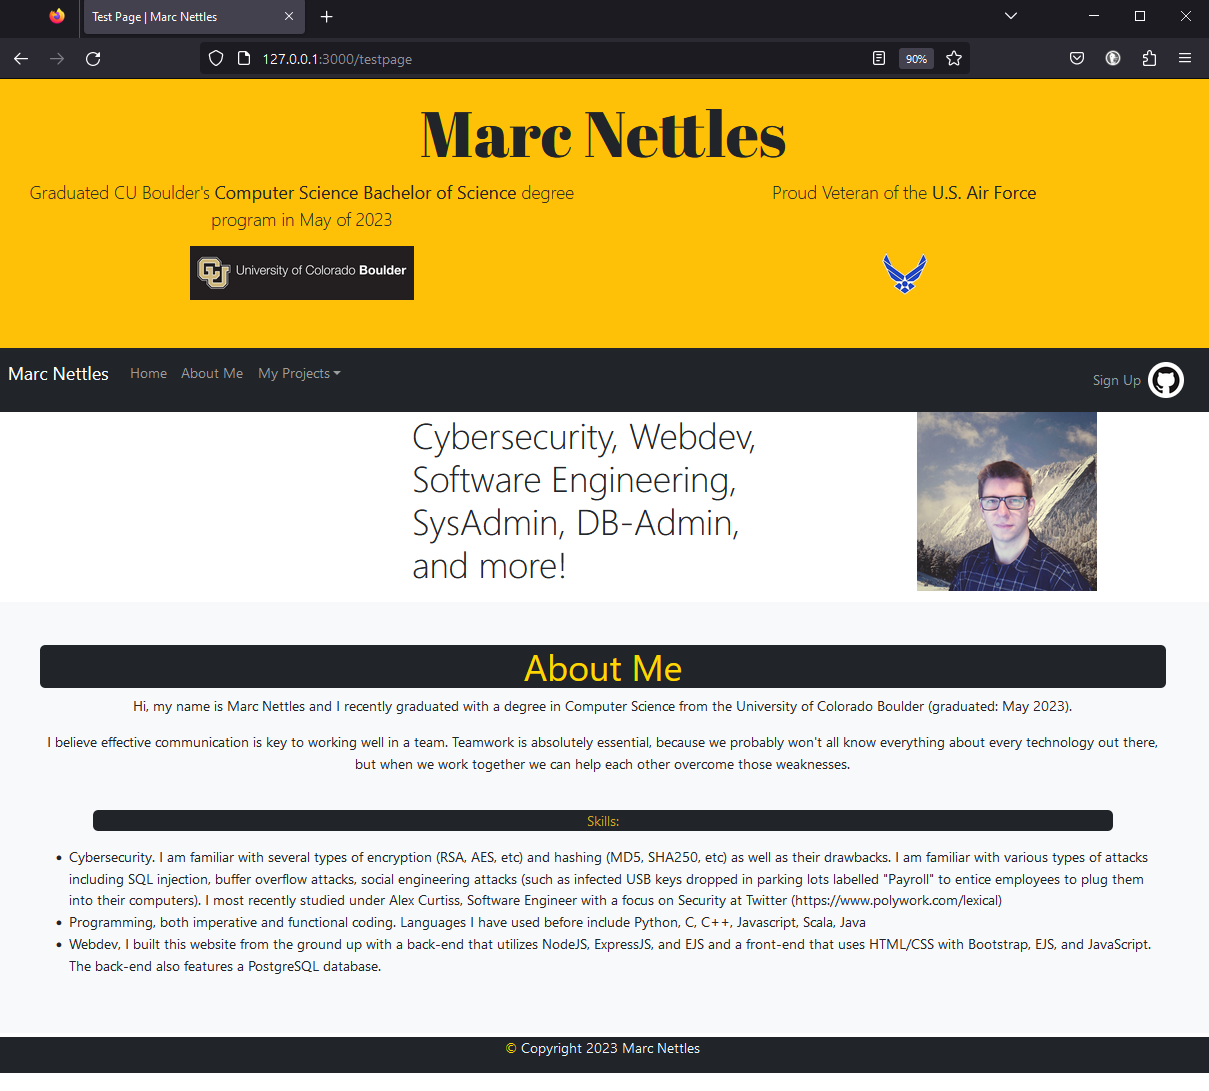 Test Page | Marc Nettles
127.0.0.1:3000/testpage
90%
Marc Nettles
Graduated CU Boulder's Computer Science Bachelor of Science degree
program in May of 2023
Proud Veteran of the U.S. Air Force
CU University of Colorado Boulder
Marc Nettles Home About Me My Projects Sign Up
Cybersecurity, Webdev,
Software Engineering,
SysAdmin, DB-Admin,
and more!
About Me
Hi, my name is Marc Nettles and I recently graduated with a degree in Computer Science from the University of Colorado Boulder (graduated: May 2023).
I believe effective communication is key to working well in a team. Teamwork is absolutely essential, because we probably won't all know everything about every technology out there,
but when we work together we can help each other overcome those weaknesses.
Skills:
• Cybersecurity. I am familiar with several types of encryption (RSA, AES, etc) and hashing (MD5, SHA250, etc) as well as their drawbacks. I am familiar with various types of attacks
including SQL injection, buffer overflow attacks, social engineering attacks (such as infected USB keys dropped in parking lots labelled "Payroll" to entice employees to plug them
into their computers). I most recently studied under Alex Curtiss, Software Engineer with a focus on Security at Twitter (https://www.polywork.com/lexical)
• Programming, both imperative and functional coding. Languages I have used before include Python, C, C++, Javascript, Scala, Java
• Webdev, I built this website from the ground up with a back-end that utilizes NodeJS, ExpressJS, and EJS and a front-end that uses HTML/CSS with Bootstrap, EJS, and JavaScript.
The back-end also features a PostgreSQL database.
© Copyright 2023 Marc Nettles